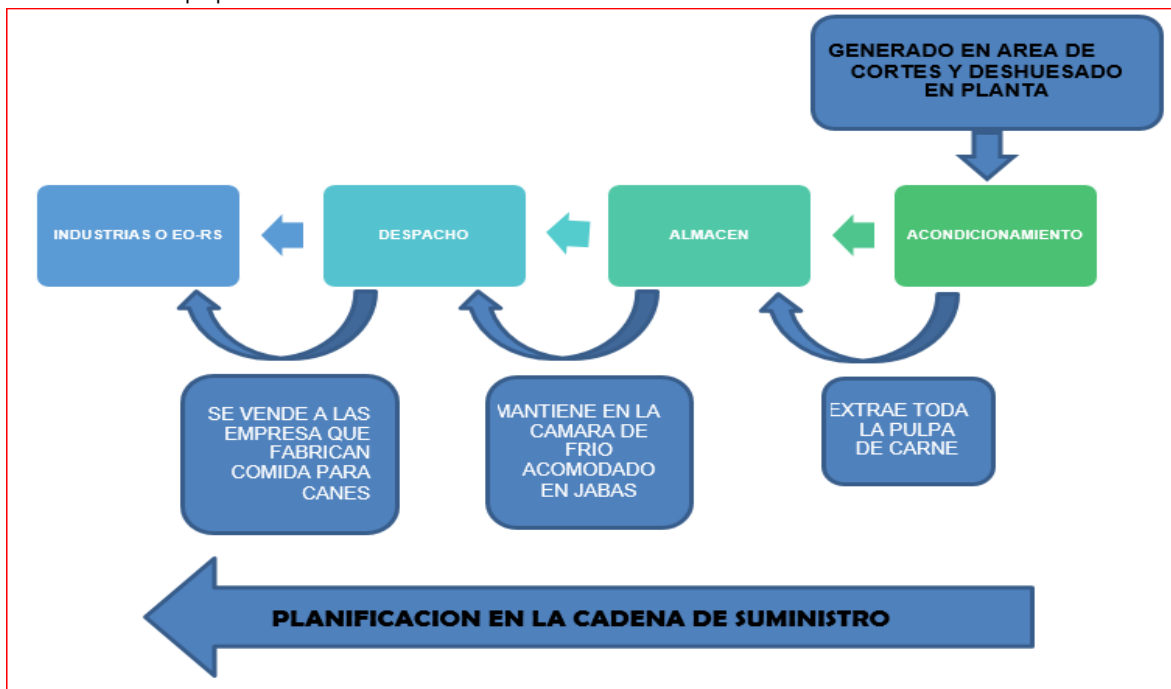 GENERADO EN AREA DE
CORTES Y DESHUESADO
EN PLANTA
INDUSTRIAS O EO-RS
DESPACHO
ALMACEN
ACONDICIONAMIENTO
SE VENDE A LAS
EMPRESA QUE
FABRICAN
COMIDA PARA
CANES
MANTIENE EN LA
CAMARA DE
FRIO
ACOMODADO
EN JABAS
EXTRAE TODA
LA PULPA
DE CARNE
PLANIFICACION EN LA CADENA DE SUMINISTRO